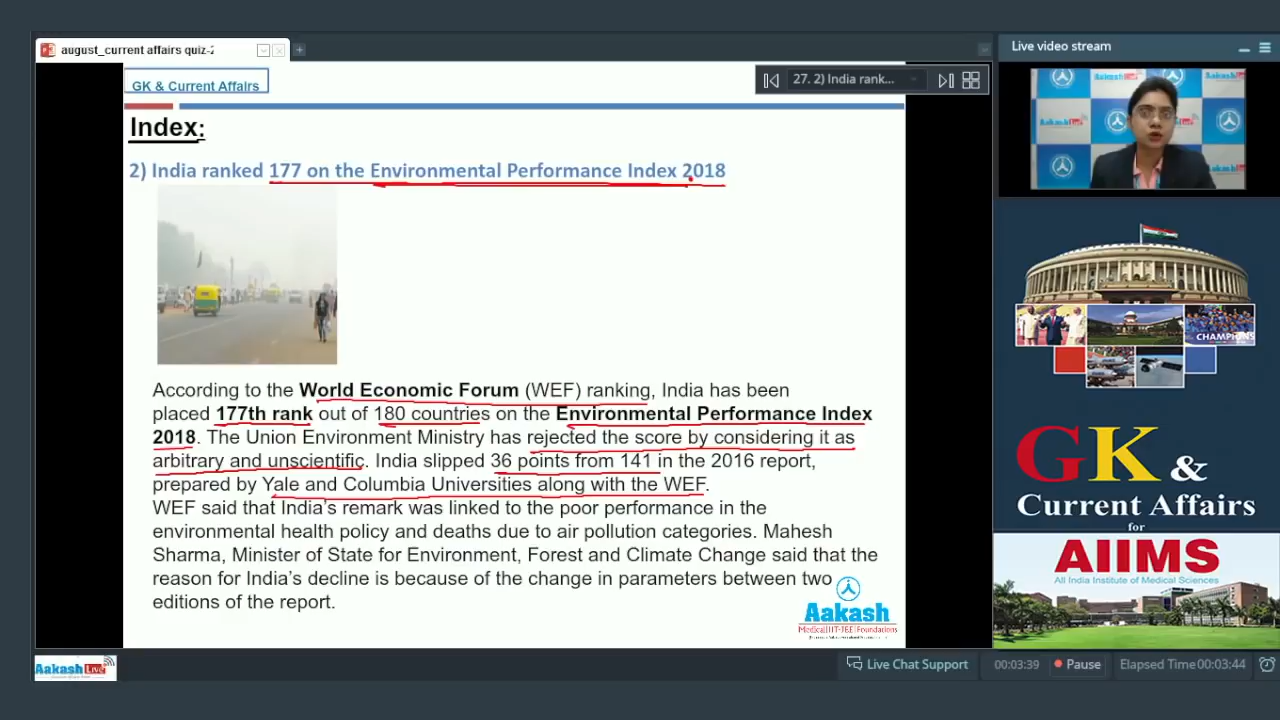 august_current affairs quiz-2
Live video stream
GK & Current Affairs
27. 2) India rank...
Index:
2) India ranked 177 on the Environmental Performance Index 2018
According to the World Economic Forum (WEF) ranking, India has been
placed 177th rank out of 180 countries on the Environmental Performance Index
2018. The Union Environment Ministry has rejected the score by considering it as
arbitrary and unscientific. India slipped 36 points from 141 in the 2016 report,
prepared by Yale and Columbia Universities along with the WEF.
WEF said that India's remark was linked to the poor performance in the
environmental health policy and deaths due to air pollution categories. Mahesh
Sharma, Minister of State for Environment, Forest and Climate Change said that the
reason for India's decline is because of the change in parameters between two
editions of the report.
Aakash
Medical|IIT-JEE|Foundations
Aakash Live
CHAMPIONS
GK &
Current Affairs
for
AIIMS
All India Institute of Medical Sciences
Aakash Live
Live Chat Support
00:03:39
Pause
Elapsed Time 00:03:44